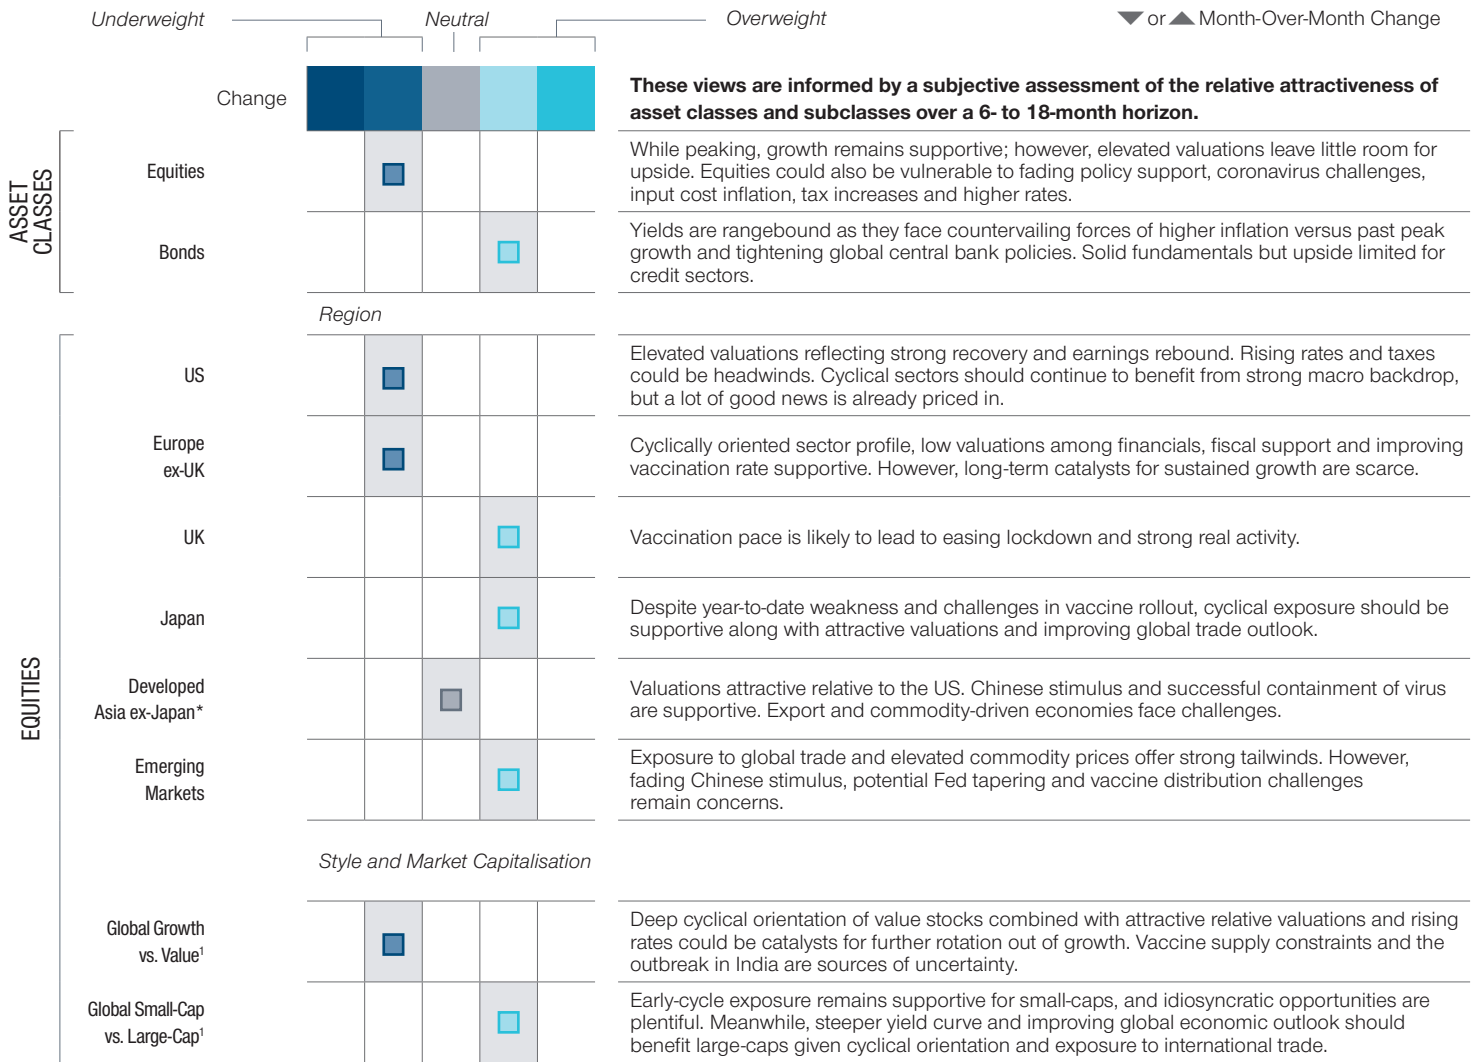 Underweight
Neutral
Overweight
▼ or ▲ Month-Over-Month Change
Change
These views are informed by a subjective assessment of the relative attractiveness of
asset classes and subclasses over a 6- to 18-month horizon.
ASSET
CLASSES
Equities
While peaking, growth remains supportive; however, elevated valuations leave little room for
upside. Equities could also be vulnerable to fading policy support, coronavirus challenges,
input cost inflation, tax increases and higher rates.
Bonds
Yields are rangebound as they face countervailing forces of higher inflation versus past peak
growth and tightening global central bank policies. Solid fundamentals but upside limited for
credit sectors.
Region
EQUITIES
US
Elevated valuations reflecting strong recovery and earnings rebound. Rising rates and taxes
could be headwinds. Cyclical sectors should continue to benefit from strong macro backdrop,
but a lot of good news is already priced in.
Europe
ex-UK
Cyclically oriented sector profile, low valuations among financials, fiscal support and improving
vaccination rate supportive. However, long-term catalysts for sustained growth are scarce.
UK
Vaccination pace is likely to lead to easing lockdown and strong real activity.
Japan
Despite year-to-date weakness and challenges in vaccine rollout, cyclical exposure should be
supportive along with attractive valuations and improving global trade outlook.
Developed
Asia ex-Japan*
Valuations attractive relative to the US. Chinese stimulus and successful containment of virus
are supportive. Export and commodity-driven economies face challenges.
Emerging
Markets
Exposure to global trade and elevated commodity prices offer strong tailwinds. However,
fading Chinese stimulus, potential Fed tapering and vaccine distribution challenges
remain concerns.
Style and Market Capitalisation
Global Growth
vs. Value¹
Deep cyclical orientation of value stocks combined with attractive relative valuations and rising
rates could be catalysts for further rotation out of growth. Vaccine supply constraints and the
outbreak in India are sources of uncertainty.
Global Small-Cap
vs. Large-Cap¹
Early-cycle exposure remains supportive for small-caps, and idiosyncratic opportunities are
plentiful. Meanwhile, steeper yield curve and improving global economic outlook should
benefit large-caps given cyclical orientation and exposure to international trade.